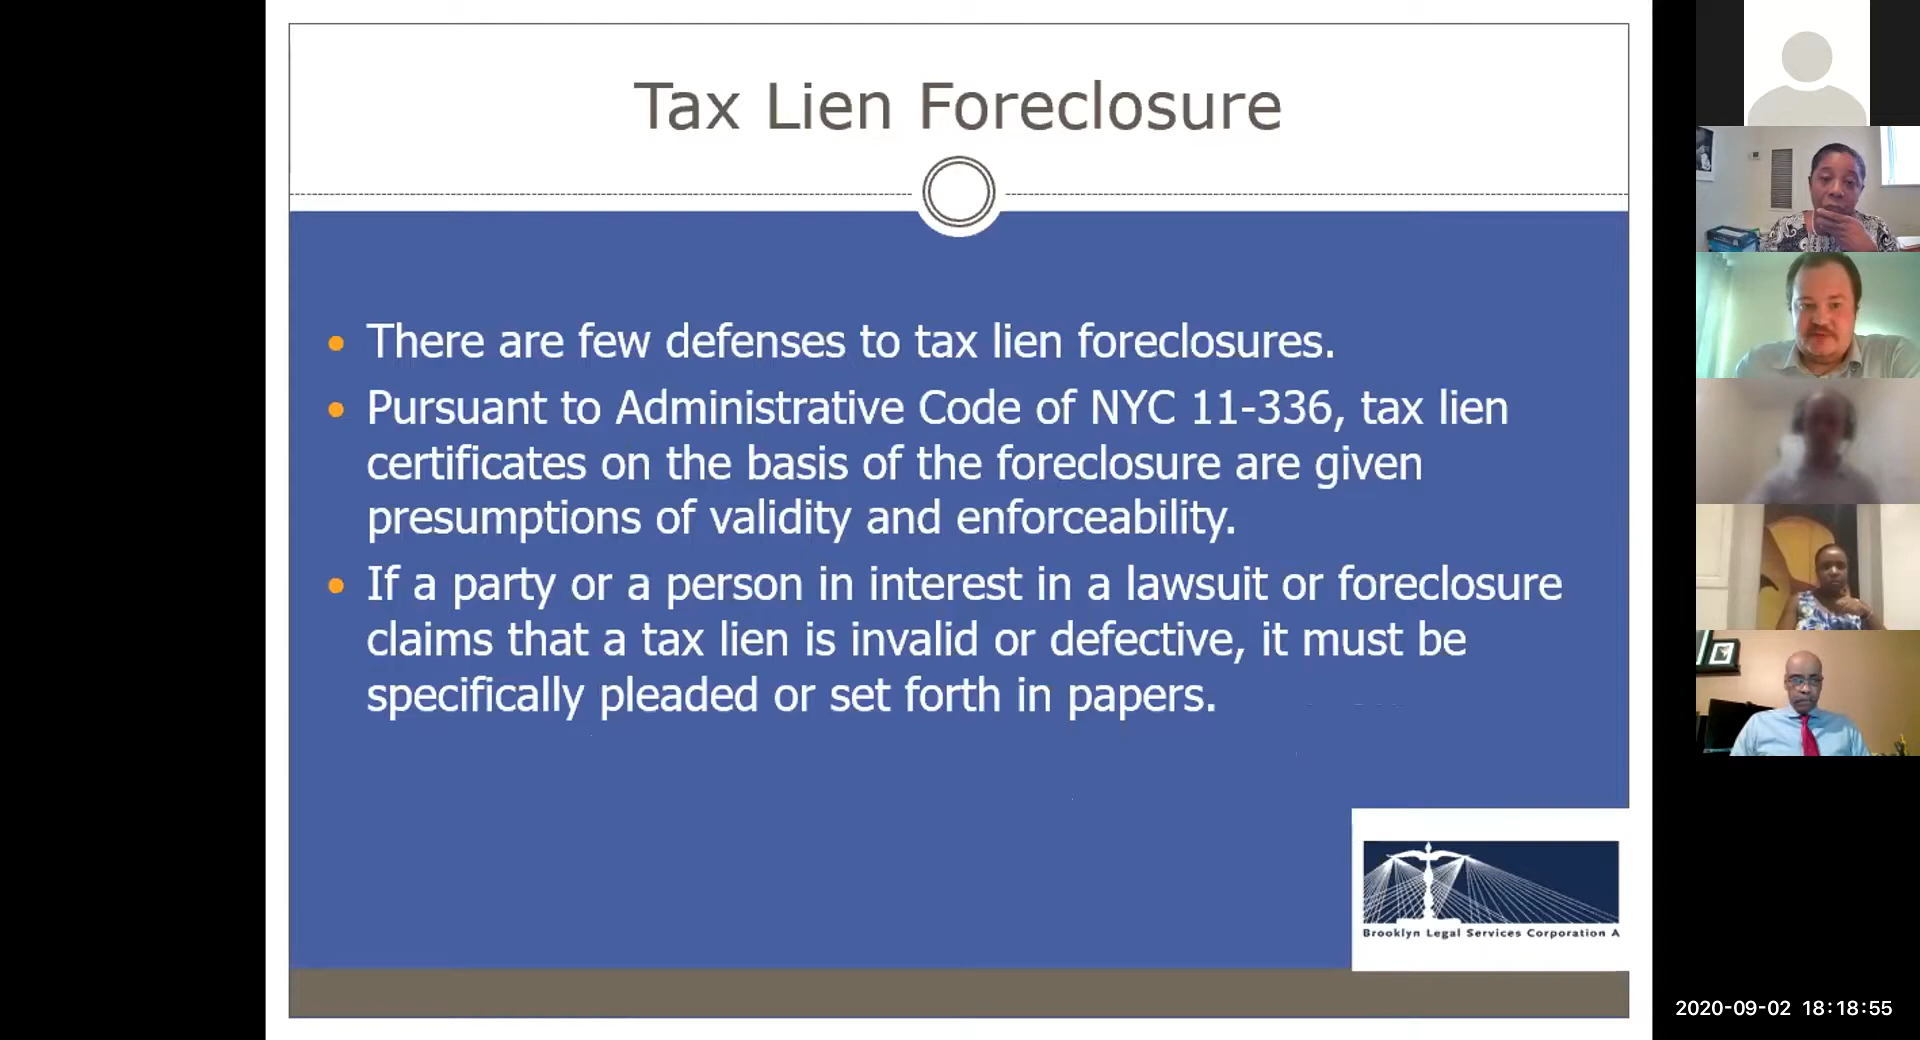 Tax Lien Foreclosure
• There are few defenses to tax lien foreclosures.
• Pursuant to Administrative Code of NYC 11-336, tax lien
certificates on the basis of the foreclosure are given
presumptions of validity and enforceability.
• If a party or a person in interest in a lawsuit or foreclosure
claims that a tax lien is invalid or defective, it must be
specifically pleaded or set forth in papers.
Brooklyn Legal Services Corporation A
2020-09-02 18:18:55